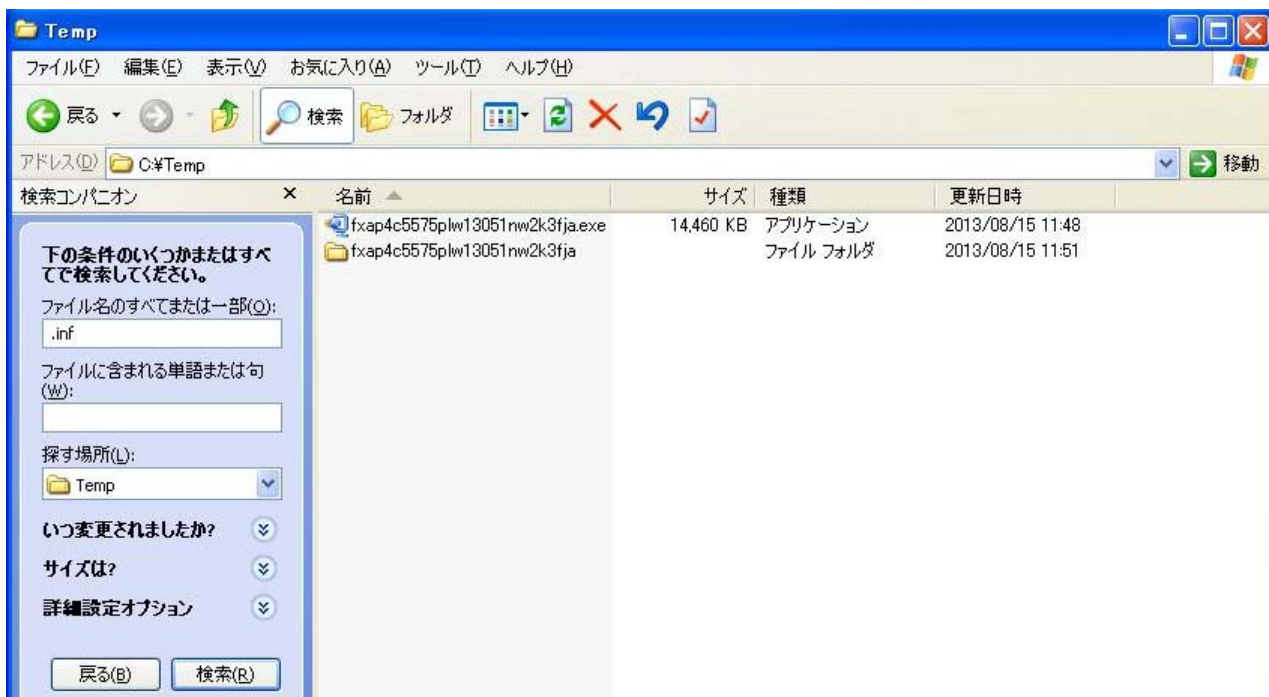 Temp
ファイル(F) 編集(E) 表示(V) お気に入り(A) ツール(T) ヘルプ(H)
戻る 検索 フォルダ
アドレス(D) C:¥Temp 移動
検索コンパニオン
名前 サイズ 種類 更新日時
fxap4c5575plw13051nw2k3fja.exe 14,460 KB アプリケーション 2013/08/15 11:48
fxap4c5575plw13051nw2k3fja ファイル フォルダ 2013/08/15 11:51
下の条件のいくつかまたはすべ
てで検索してください。
ファイル名のすべてまたは一部(O):
.inf
ファイルに含まれる単語または句
(W):
探す場所(L):
Temp
いつ変更されましたか?
サイズは?
詳細設定オプション
戻る(B) 検索(R)